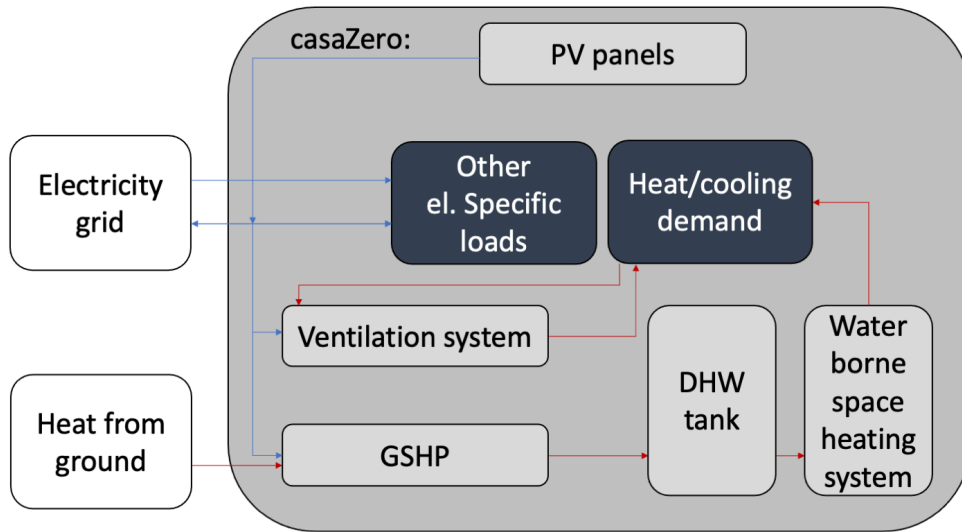 casaZero:
PV panels
Electricity
grid
Other
el. Specific
loads
Heat/cooling
demand
Ventilation system
DHW
tank
Water
borne
space
heating
system
Heat from
ground
GSHP